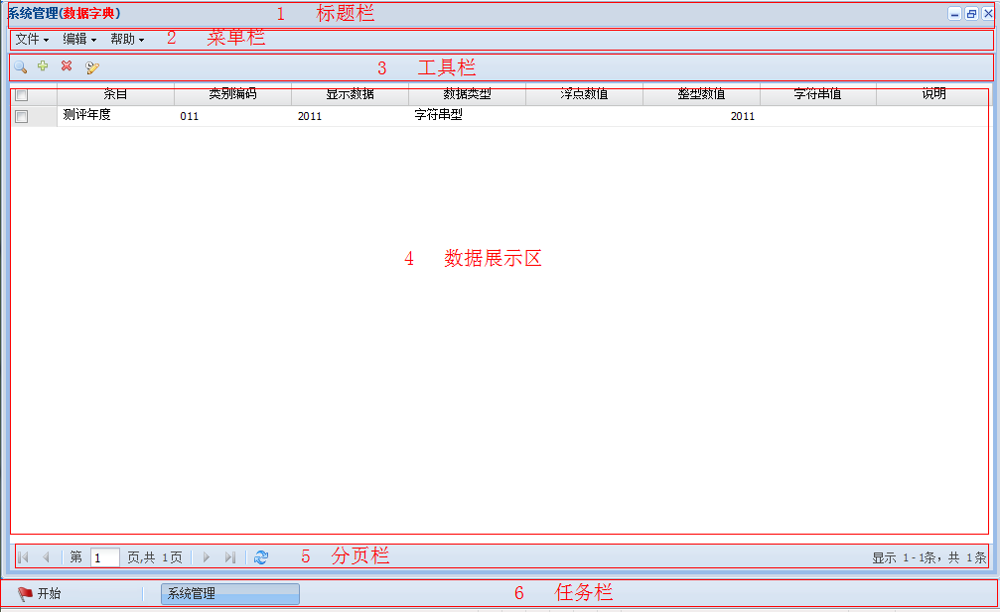 系统管理(数据字典) 1 标题栏
文件 编辑 帮助 2 菜单栏
3 工具栏
条目 类别编码 显示数据 数据类型 浮点数值 整型数值 字符串值 说明
测评年度 011 2011 字符串型 2011
4 数据展示区
第 1 页,共 1页 5 分页栏 显示 1-1条，共 1条
开始 系统管理 6 任务栏